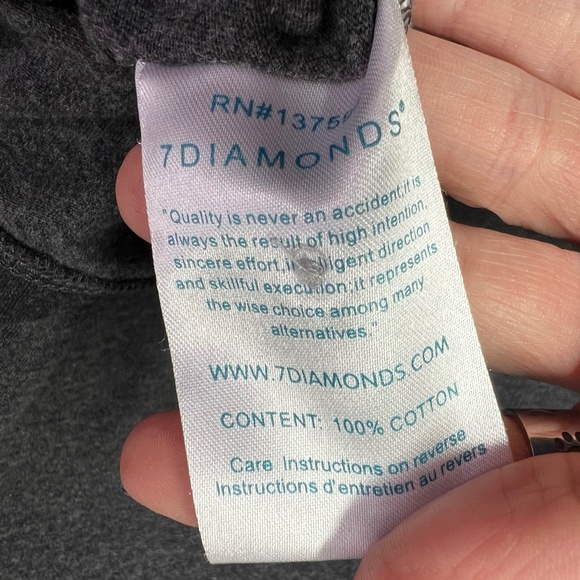 7DIAMONDS®
"Quality is never an accident;it is
always the result of high intention,
sincere effort, direction
and skillful execution;it represents
the wise choice among many
alternatives."
WWW.7DIAMONDS.COM
CONTENT: 100% COTTON
Care Instructions on reverse
Instructions d'entretien au revers